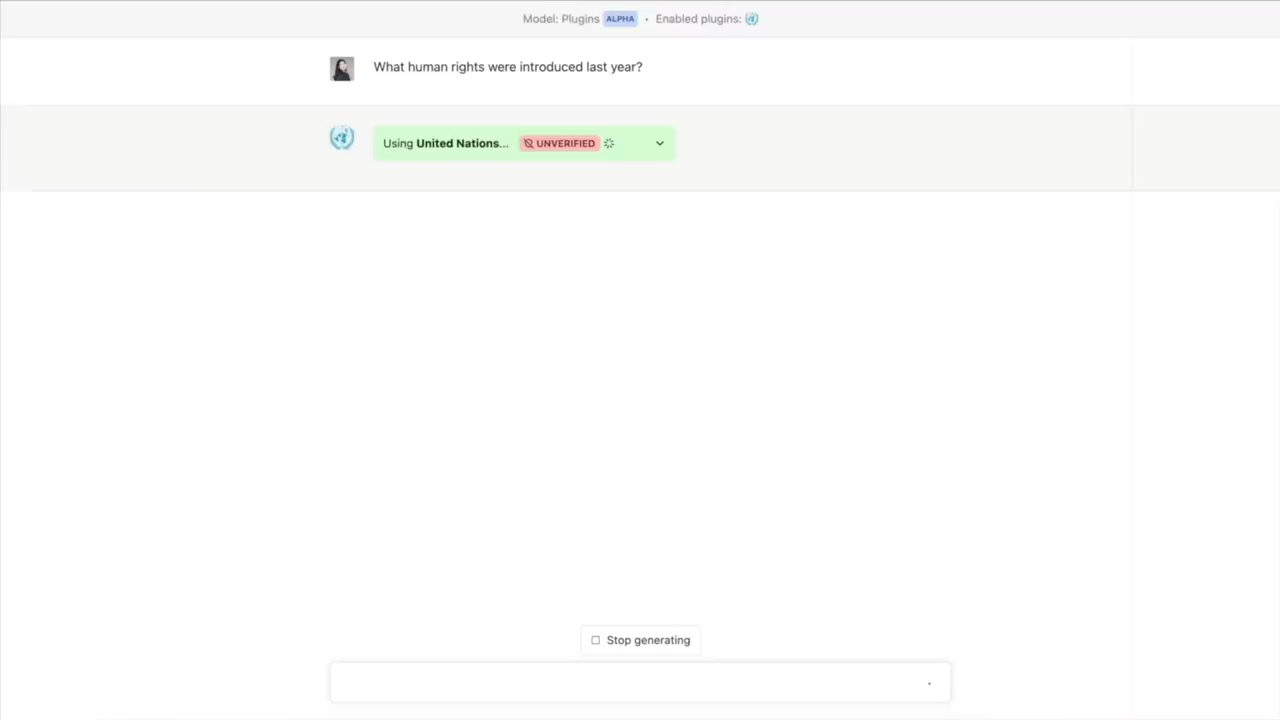 Model: Plugins ALPHA • Enabled plugins:
What human rights were introduced last year?
Using United Nations... UNVERIFIED
Stop generating